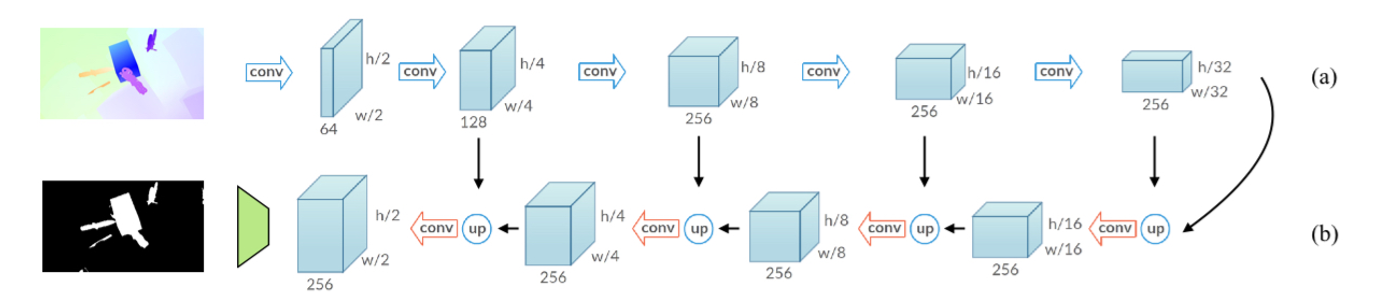 conv
h/2
w/2
64
conv
h/4
w/4
128
conv
h/8
w/8
256
conv
h/16
w/16
256
conv
h/32
w/32
256
(a)
h/2
w/2
256
conv
up
h/4
w/4
256
conv
up
h/8
w/8
256
conv
up
h/16
w/16
256
conv
up
(b)